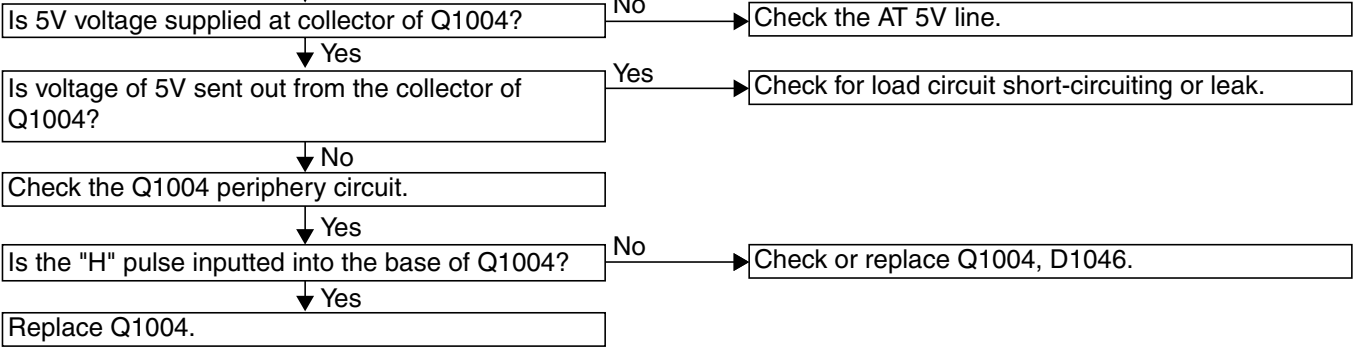 No
Is 5V voltage supplied at collector of Q1004?
Check the AT 5V line.
Yes
Is voltage of 5V sent out from the collector of
Q1004?
Yes
Check for load circuit short-circuiting or leak.
No
Check the Q1004 periphery circuit.
Yes
Is the "H" pulse inputted into the base of Q1004?
No
Check or replace Q1004, D1046.
Yes
Replace Q1004.